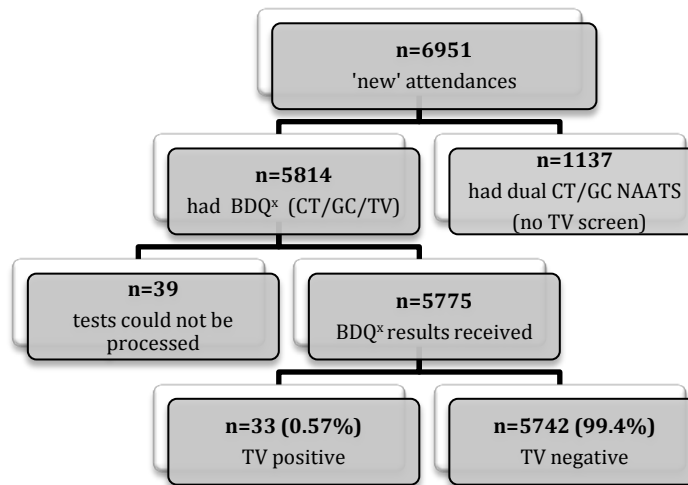 n=6951
'new' attendances
n=5814
had BDQˣ (CT/GC/TV)
n=1137
had dual CT/GC NAATS
(no TV screen)
n=39
tests could not be
processed
n=5775
BDQˣ results received
n=33 (0.57%)
TV positive
n=5742 (99.4%)
TV negative